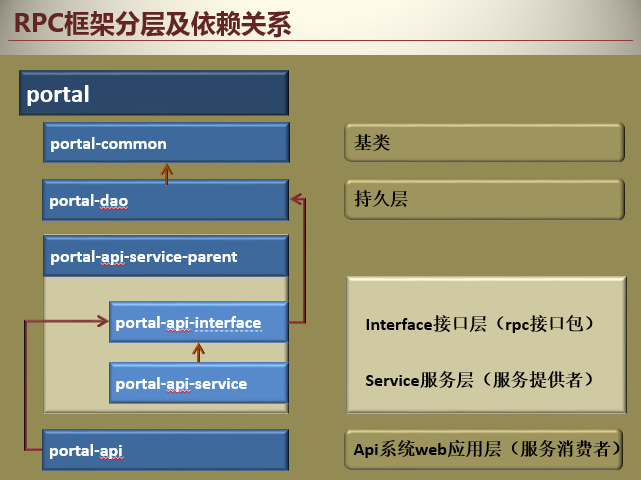 RPC框架分层及依赖关系
portal
portal-common
基类
portal-dao
持久层
portal-api-service-parent
portal-api-interface
Interface接口层（rpc接口包）
portal-api-service
Service服务层（服务提供者）
portal-api
Api系统web应用层（服务消费者）